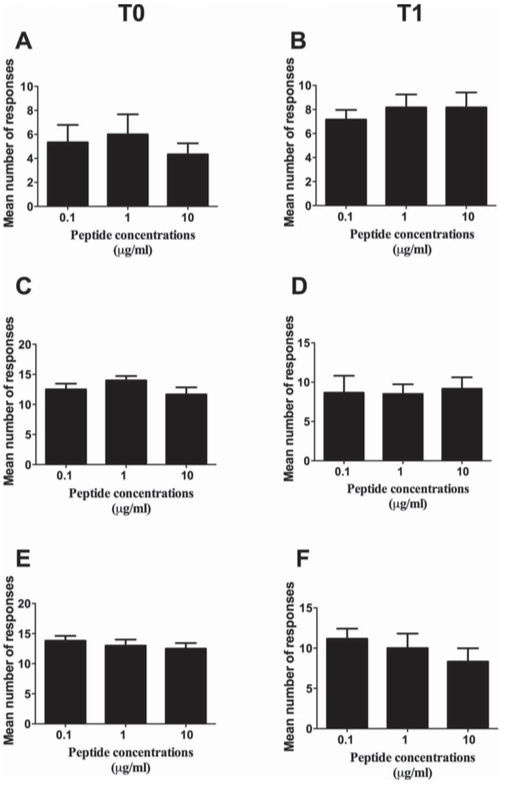 T0
T1
A
Mean number of responses
10
8
6
4
2
0
0.1 1 10
Peptide concentrations
(µg/ml)
B
Mean number of responses
10
8
6
4
2
0
0.1 1 10
Peptide concentrations
(µg/ml)
C
Mean number of responses
20
15
10
5
0
0.1 1 10
Peptide concentrations
(µg/ml)
D
Mean number of responses
15
10
5
0
0.1 1 10
Peptide concentrations
(µg/ml)
E
Mean number of responses
20
15
10
5
0
0.1 1 10
Peptide concentrations
(µg/ml)
F
Mean number of responses
15
10
5
0
0.1 1 10
Peptide concentrations
(µg/ml)